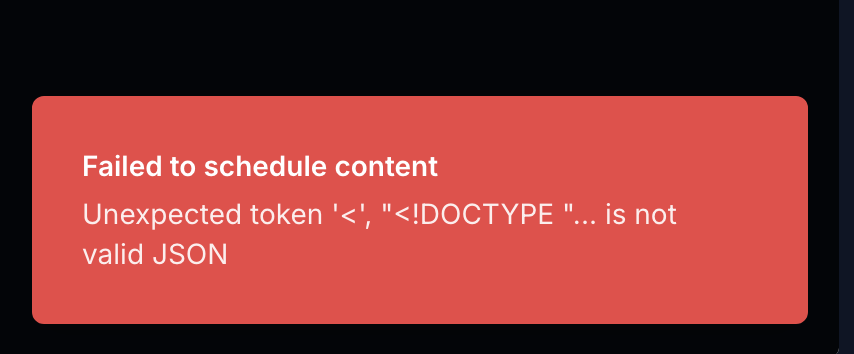 Failed to schedule content
Unexpected token '<', "<!DOCTYPE "... is not
valid JSON